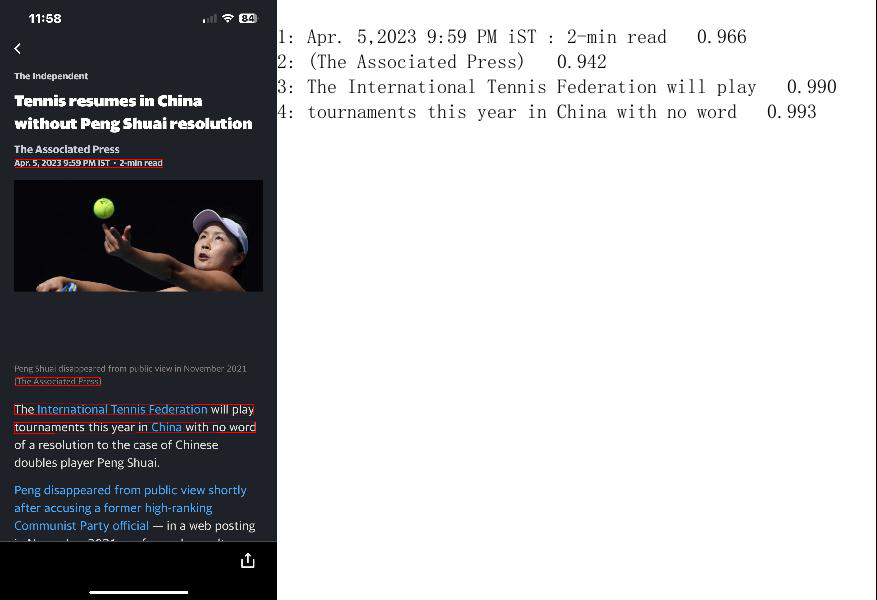 11:58
84
The Independent
Tennis resumes in China
without Peng Shuai resolution
The Associated Press
Apr. 5, 2023 9:59 PM IST · 2-min read
Peng Shuai disappeared from public view in November 2021
(The Associated Press)
The International Tennis Federation will play
tournaments this year in China with no word
of a resolution to the case of Chinese
doubles player Peng Shuai.
Peng disappeared from public view shortly
after accusing a former high-ranking
Communist Party official — in a web posting
1: Apr. 5,2023 9:59 PM iST : 2-min read 0.966
2: (The Associated Press) 0.942
3: The International Tennis Federation will play 0.990
4: tournaments this year in China with no word 0.993